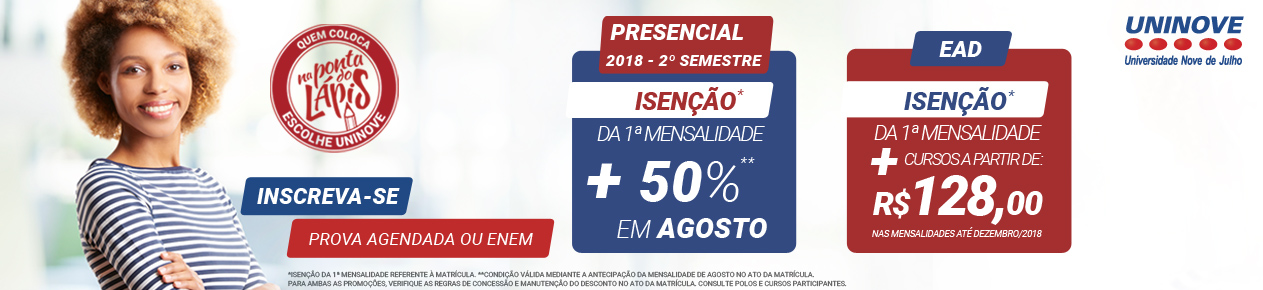 QUEM COLOCA
na ponta
do
LÁPIS
ESCOLHE UNINOVE
INSCREVA-SE
PROVA AGENDADA OU ENEM
PRESENCIAL
2018 - 2º SEMESTRE
ISENÇÃO*
DA 1ª MENSALIDADE
+ 50%**
EM AGOSTO
EAD
ISENÇÃO*
DA 1ª MENSALIDADE
+ CURSOS A PARTIR DE:
R$128,00
NAS MENSALIDADES ATÉ DEZEMBRO/2018
UNINOVE
Universidade Nove de Julho
*ISENÇÃO DA 1ª MENSALIDADE REFERENTE À MATRÍCULA. **CONDIÇÃO VÁLIDA MEDIANTE A ANTECIPAÇÃO DA MENSALIDADE DE AGOSTO NO ATO DA MATRÍCULA.
PARA AMBAS AS PROMOÇÕES, VERIFIQUE AS REGRAS DE CONCESSÃO E MANUTENÇÃO DO DESCONTO NO ATO DA MATRÍCULA. CONSULTE POLOS E CURSOS PARTICIPANTES.